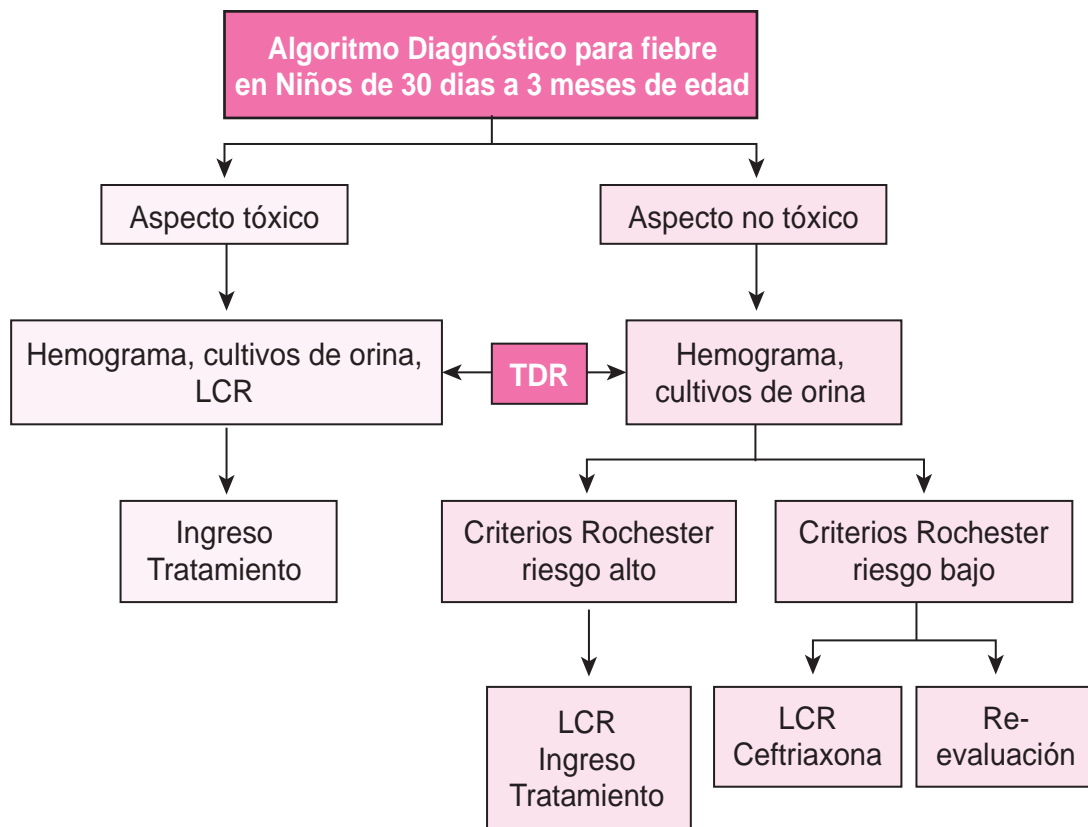 Algoritmo Diagnóstico para fiebre
en Niños de 30 dias a 3 meses de edad
Aspecto tóxico
Aspecto no tóxico
Hemograma, cultivos de orina,
LCR
TDR
Hemograma,
cultivos de orina
Ingreso
Tratamiento
Criterios Rochester
riesgo alto
Criterios Rochester
riesgo bajo
LCR
Ingreso
Tratamiento
LCR
Ceftriaxona
Re-
evaluación